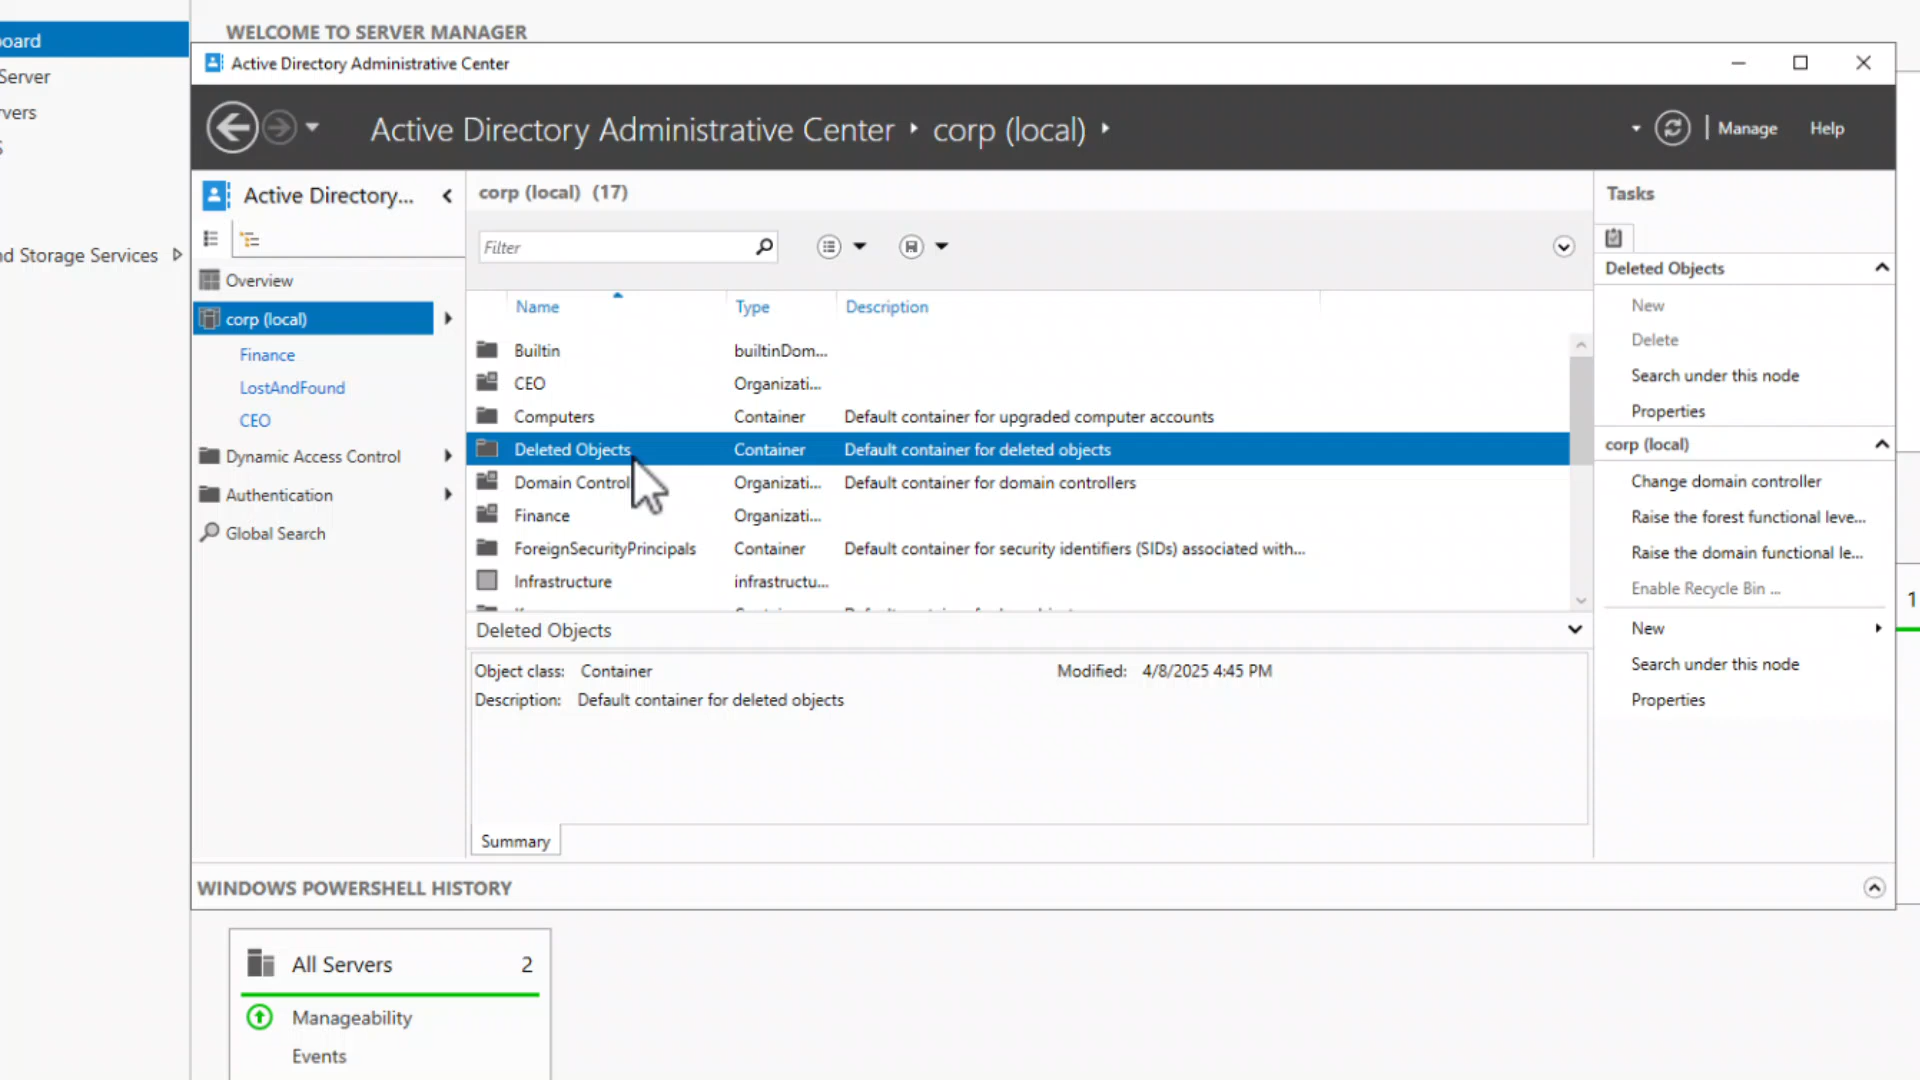 WELCOME TO SERVER MANAGER
oard
Server
rvers
S
nd Storage Services
Active Directory Administrative Center
Active Directory Administrative Center corp (local)
Manage Help
Active Directory...
Overview
corp (local)
Finance
LostAndFound
CEO
Dynamic Access Control
Authentication
Global Search
corp (local) (17)
Filter
Name Type Description
Builtin builtinDom...
CEO Organizati...
Computers Container Default container for upgraded computer accounts
Deleted Objects Container Default container for deleted objects
Domain Control Organizati... Default container for domain controllers
Finance Organizati...
ForeignSecurityPrincipals Container Default container for security identifiers (SIDs) associated with...
Infrastructure infrastructu...
Deleted Objects
Object class: Container Modified: 4/8/2025 4:45 PM
Description: Default container for deleted objects
Summary
Tasks
Deleted Objects
New
Delete
Search under this node
Properties
corp (local)
Change domain controller
Raise the forest functional leve...
Raise the domain functional le...
Enable Recycle Bin ...
New
Search under this node
Properties
1
WINDOWS POWERSHELL HISTORY
All Servers 2
Manageability
Events